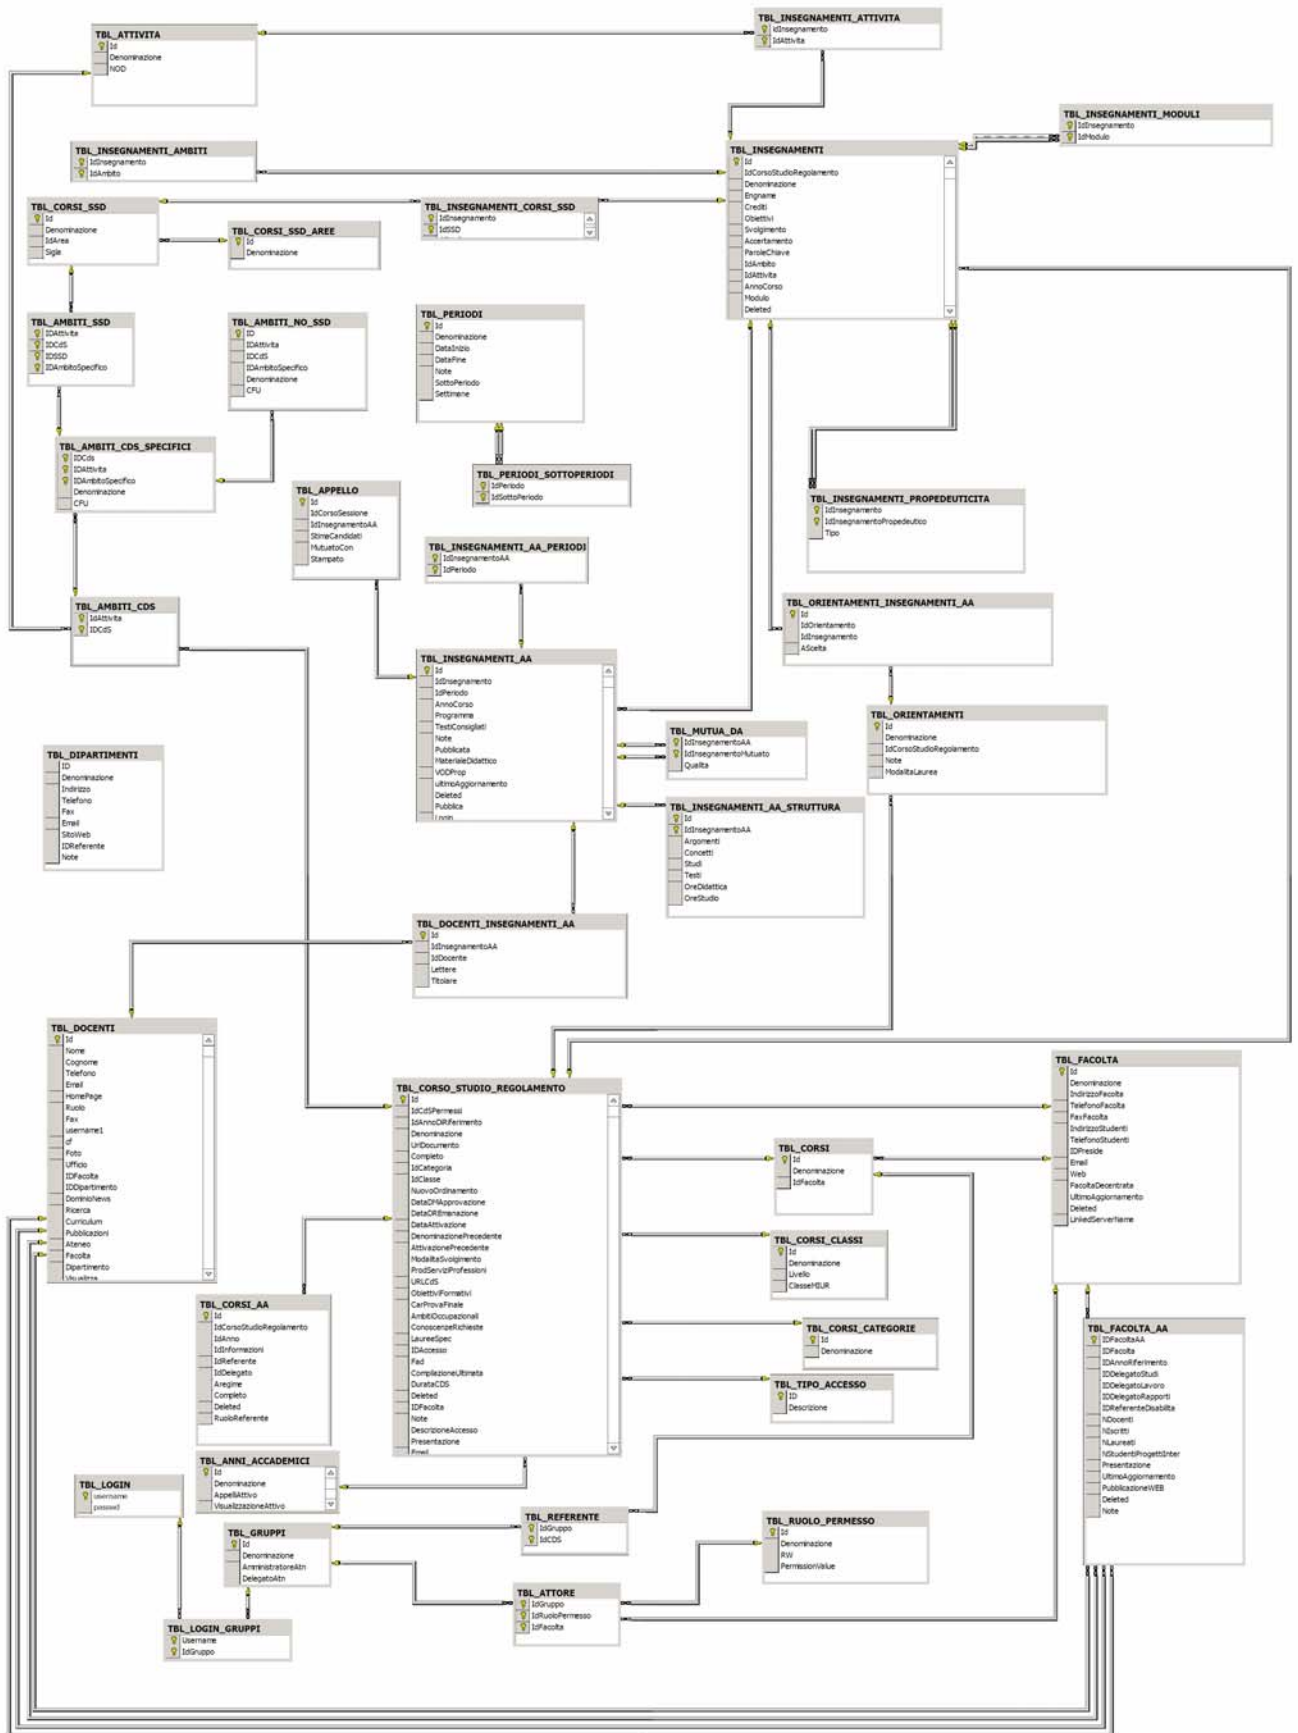 TBL_ATTIVITA
Id
Denominazione
NOD
TBL_INSEGNAMENTI_ATTIVITA
IdInsegnamento
IdAttivita
TBL_INSEGNAMENTI_MODULI
IdInsegnamento
IdModulo
TBL_INSEGNAMENTI_AMBITI
IdInsegnamento
IdAmbito
TBL_INSEGNAMENTI
Id
IdCorsoStudioRegolamento
Denominazione
Engname
Crediti
Obiettivi
Svolgimento
Accertamento
ParoleChiave
IdAmbito
IdAttivita
AnnoCorso
Modulo
Deleted
TBL_CORSI_SSD
Id
Denominazione
IdArea
Sigla
TBL_CORSI_SSD_AREE
Id
Denominazione
TBL_INSEGNAMENTI_CORSI_SSD
IdInsegnamento
IdSSD
TBL_AMBITI_SSD
IDAttivita
IDCdS
IDSSD
IDAmbitoSpecifico
TBL_AMBITI_NO_SSD
ID
IDAttivita
IDCdS
IDAmbitoSpecifico
Denominazione
CFU
TBL_PERIODI
Id
Denominazione
DataInizio
DataFine
Note
SottoPeriodo
Settimane
TBL_AMBITI_CDS_SPECIFICI
IDCds
IDAttivita
IDAmbitoSpecifico
Denominazione
CFU
TBL_PERIODI_SOTTOPERIODI
IdPeriodo
IdSottoPeriodo
TBL_APPELLO
Id
IdCorsoSessione
IdInsegnamentoAA
StimaCandidati
MutuatoCon
Stampato
TBL_INSEGNAMENTI_PROPEDEUTICITA
IdInsegnamento
IdInsegnamentoPropedeutico
Tipo
TBL_INSEGNAMENTI_AA_PERIODI
IdInsegnamentoAA
IdPeriodo
TBL_AMBITI_CDS
IdAttivita
IDCdS
TBL_ORIENTAMENTI_INSEGNAMENTI_AA
Id
IdOrientamento
IdInsegnamento
AScelta
TBL_INSEGNAMENTI_AA
Id
IdInsegnamento
IdPeriodo
AnnoCorso
Programma
TestiConsigliati
Note
Pubblicata
MaterialeDidattico
VODProp
ultimoAggiornamento
Deleted
Pubblica
Login
TBL_ORIENTAMENTI
Id
Denominazione
IdCorsoStudioRegolamento
Note
ModalitaLaurea
TBL_MUTUA_DA
IdInsegnamentoAA
IdInsegnamentoMutuato
Qualita
TBL_DIPARTIMENTI
ID
Denominazione
Indirizzo
Telefono
Fax
Email
SitoWeb
IDReferente
Note
TBL_INSEGNAMENTI_AA_STRUTTURA
Id
IdInsegnamentoAA
Argomenti
Concetti
Studi
Testi
OreDidattica
OreStudio
TBL_DOCENTI_INSEGNAMENTI_AA
Id
IdInsegnamentoAA
IdDocente
Lettere
Titolare
TBL_DOCENTI
Id
Nome
Cognome
Telefono
Email
HomePage
Ruolo
Fax
username1
cf
Foto
Ufficio
IDFacolta
IDDipartimento
DominioNews
Ricerca
Curriculum
Pubblicazioni
Ateneo
Facolta
Dipartimento
Visualizza
TBL_CORSO_STUDIO_REGOLAMENTO
Id
IdCdSPermessi
IdAnnoDiRiferimento
Denominazione
UrlDocumento
Completo
IdCategoria
IdClasse
NuovoOrdinamento
DataDMApprovazione
DataDREmanazione
DataAttivazione
DenominazionePrecedente
AttivazionePrecedente
ModalitaSvolgimento
ProdServiziProfessioni
URLCdS
ObiettiviFormativi
CarProvaFinale
AmbitiOccupazionali
ConoscenzeRichieste
LaureeSpec
IDAccesso
Fad
CompilazioneUltimata
DurataCDS
Deleted
IDFacolta
Note
DescrizioneAccesso
Presentazione
Email
TBL_FACOLTA
Id
Denominazione
IndirizzoFacolta
TelefonoFacolta
FaxFacolta
IndirizzoStudenti
TelefonoStudenti
IDPreside
Email
Web
FacoltaDecentrata
UltimoAggiornamento
Deleted
LinkedServerName
TBL_CORSI
Id
Denominazione
IdFacolta
TBL_CORSI_CLASSI
Id
Denominazione
Livello
ClasseMIUR
TBL_CORSI_AA
Id
IdCorsoStudioRegolamento
IdAnno
IdInformazioni
IdReferente
IdDelegato
Aregime
Completo
Deleted
RuoloReferente
TBL_CORSI_CATEGORIE
Id
Denominazione
TBL_FACOLTA_AA
IDFacoltaAA
IDFacolta
IDAnnoRiferimento
IDDelegatoStudi
IDDelegatoLavoro
IDDelegatoRapporti
IDReferenteDisabilita
NDocenti
NIscritti
NLaureati
NStudentiProgettiInter
Presentazione
UltimoAggiornamento
PubblicazioneWEB
Deleted
Note
TBL_TIPO_ACCESSO
ID
Descrizione
TBL_ANNI_ACCADEMICI
Id
Denominazione
AppelliAttivo
VisualizzazioneAttivo
TBL_LOGIN
username
passwd
TBL_REFERENTE
IdGruppo
IdCDS
TBL_RUOLO_PERMESSO
Id
Denominazione
RW
PermissionValue
TBL_GRUPPI
Id
Denominazione
AmministratoreAtn
DelegatoAtn
TBL_ATTORE
IdGruppo
IdRuoloPermesso
IdFacolta
TBL_LOGIN_GRUPPI
Username
IdGruppo